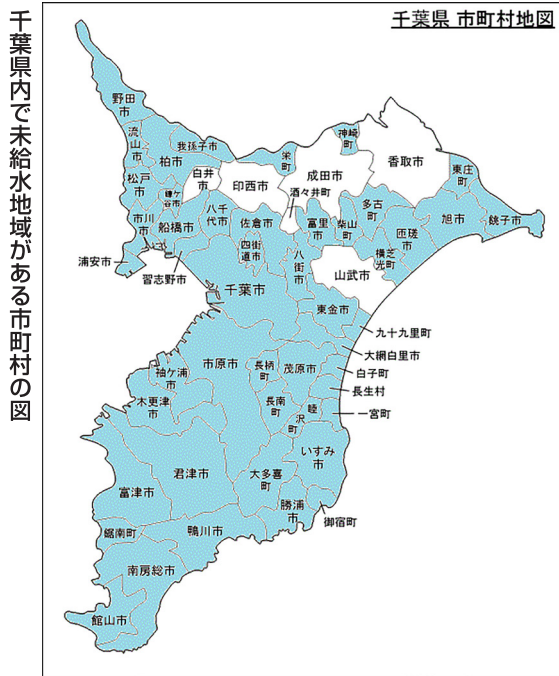 千葉県内で未給水地域がある市町村の図
千葉県 市町村地図
野田
市
流
山市
柏市
我孫子市
松戸
市
鎌ケ
谷市
白井
市
印西市
栄
町
成田市
神崎
町
香取市
東庄
町
酒々井町
多古
町
旭市
銚子市
匝瑳
市
市川
市
船橋市
八千
代市
佐倉市
富里
市
芝山
町
横芝
光町
四街
道市
八
街
市
山武市
浦安市
習志野市
千葉市
東金市
九十九里町
大網白里市
白子町
長生村
一宮町
市原市
長柄
町
茂原市
袖ケ浦
市
木更津
市
長南
町
睦
沢
町
いすみ
市
君津市
大多喜
町
富津市
勝浦
市
御宿町
鋸南町
鴨川市
南房総市
館山市